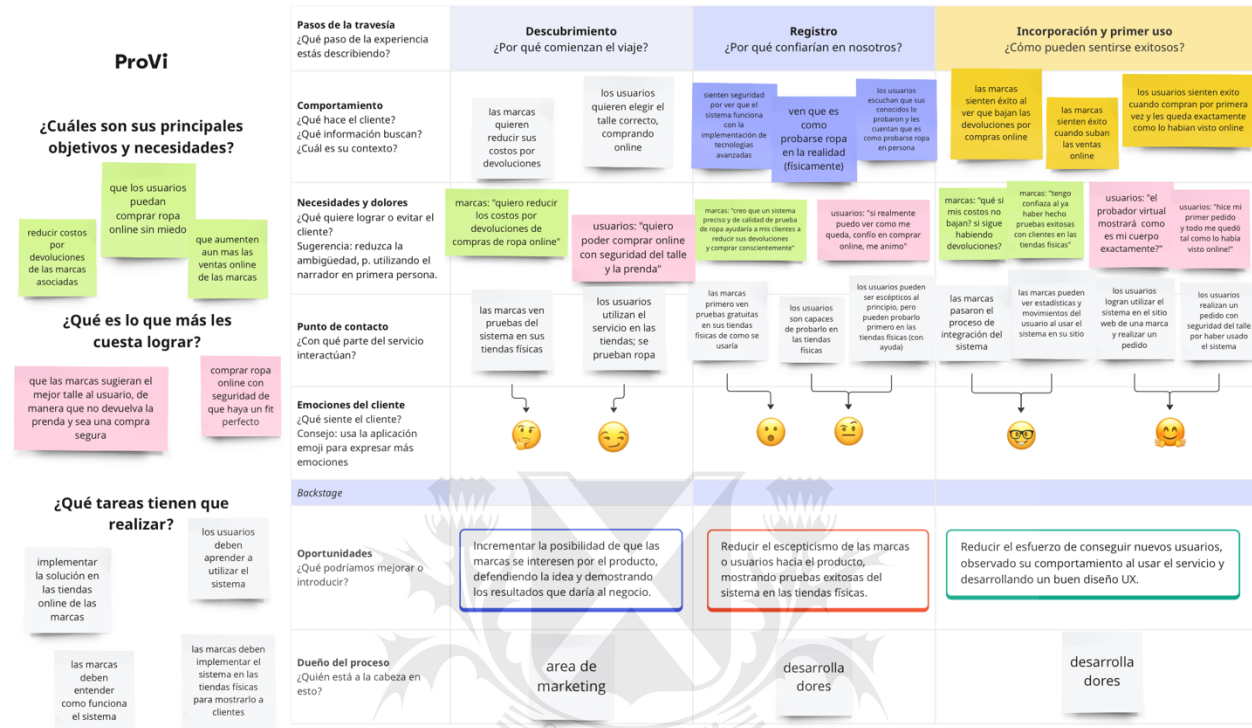 ProVi
¿Cuáles son sus principales
objetivos y necesidades?
que los usuarios
puedan
comprar ropa
online sin miedo
reducir costos
por
devoluciones
de las marcas
asociadas
que aumenten
aun mas las
ventas online
de las marcas
¿Qué es lo que más les
cuesta lograr?
que las marcas sugieran el
mejor talle al usuario, de
manera que no devuelva la
prenda y sea una compra
segura
comprar ropa
online con
seguridad de
que haya un fit
perfecto
¿Qué tareas tienen que
realizar?
los usuarios
deben
aprender a
utilizar el
sistema
implementar
la solución en
las tiendas
online de las
marcas
las marcas
deben
entender
como funciona
el sistema
las marcas deben
implementar el
sistema en las
tiendas físicas
para mostrarlo a
clientes
Pasos de la travesía
¿Qué paso de la experiencia
estás describiendo?
Descubrimiento
¿Por qué comienzan el viaje?
Registro
¿Por qué confiarían en nosotros?
Incorporación y primer uso
¿Cómo pueden sentirse exitosos?
Comportamiento
¿Qué hace el cliente?
¿Qué información buscan?
¿Cuál es su contexto?
las marcas
quieren
reducir sus
costos por
devoluciones
los usuarios
quieren elegir el
talle correcto,
comprando
online
sienten seguridad
por ver que el
sistema funciona
con la
implementación de
tecnologías
avanzadas
ven que es
como
probarse ropa
en la realidad
(físicamente)
los usuarios
escuchan que sus
conocidos lo
probaron y les
cuentan que es
como probarse ropa
en persona
las marcas
sienten éxito al
ver que bajan las
devoluciones por
compras online
las marcas
sienten éxito
cuando suban
las ventas
online
los usuarios sienten exito
cuando compran por primera
vez y les queda exactamente
como lo habian visto online
Necesidades y dolores
¿Qué quiere lograr o evitar el
cliente?
Sugerencia: reduzca la
ambigüedad, p. utilizando el
narrador en primera persona.
marcas: "quiero reducir
los costos por
devoluciones de
compras de ropa online"
usuarios: "quiero
poder comprar online
con seguridad del talle
y la prenda"
marcas: "creo que un sistema
preciso y de calidad de prueba
de ropa ayudaría a mis clientes a
reducir sus devoluciones
y comprar conscientemente"
usuarios: "si realmente
puedo ver como me
queda, confío en comprar
online, me animo"
marcas: "qué si
mis costos no
bajan? si sigue
habiendo
devoluciones?
marcas: "tengo
confiaza al ya
haber hecho
pruebas exitosas
con clientes en las
tiendas físicas"
usuarios: "el
probador virtual
mostrará como
es mi cuerpo
exactamente?"
usuarios: "hice mi
primer pedido
y todo me quedó
tal como lo había
visto online!"
Punto de contacto
¿Con qué parte del servicio
interactúan?
las marcas ven
pruebas del
sistema en sus
tiendas físicas
los usuarios
utilizan el
servicio en las
tiendas; se
prueban ropa
las marcas
primero ven
pruebas gratuitas
en sus tiendas
fisicas de como se
usaría
los usuarios
son capaces
de probarlo en
las tiendas
físicas
los usuarios pueden
ser escépticos al
principio, pero
pueden probarlo
primero en las
tiendas físicas (con
ayuda)
las marcas
pasaron el
proceso de
integración del
sistema
las marcas pueden
ver estadísticas y
movimientos del
usuario al usar el
sistema en su sitio
los usuarios
logran utilizar el
sistema en el sitio
web de una marca
y realizar un
pedido
los usuarios
realizan un
pedido con
seguridad del talle
por haber usado el
sistema
Emociones del cliente
¿Qué siente el cliente?
Consejo: usa la aplicación
emoji para expresar más
emociones
Backstage
Oportunidades
¿Qué podríamos mejorar o
introducir?
Incrementar la posibilidad de que las
marcas se interesen por el producto,
defendiendo la idea y demostrando
los resultados que daría al negocio.
Reducir el escepticismo de las marcas
o usuarios hacia el producto,
mostrando pruebas exitosas del
sistema en las tiendas físicas.
Reducir el esfuerzo de conseguir nuevos usuarios,
observado su comportamiento al usar el servicio y
desarrollando un buen diseño UX.
Dueño del proceso
¿Quién está a la cabeza en
esto?
area de
marketing
desarrolla
dores
desarrolla
dores